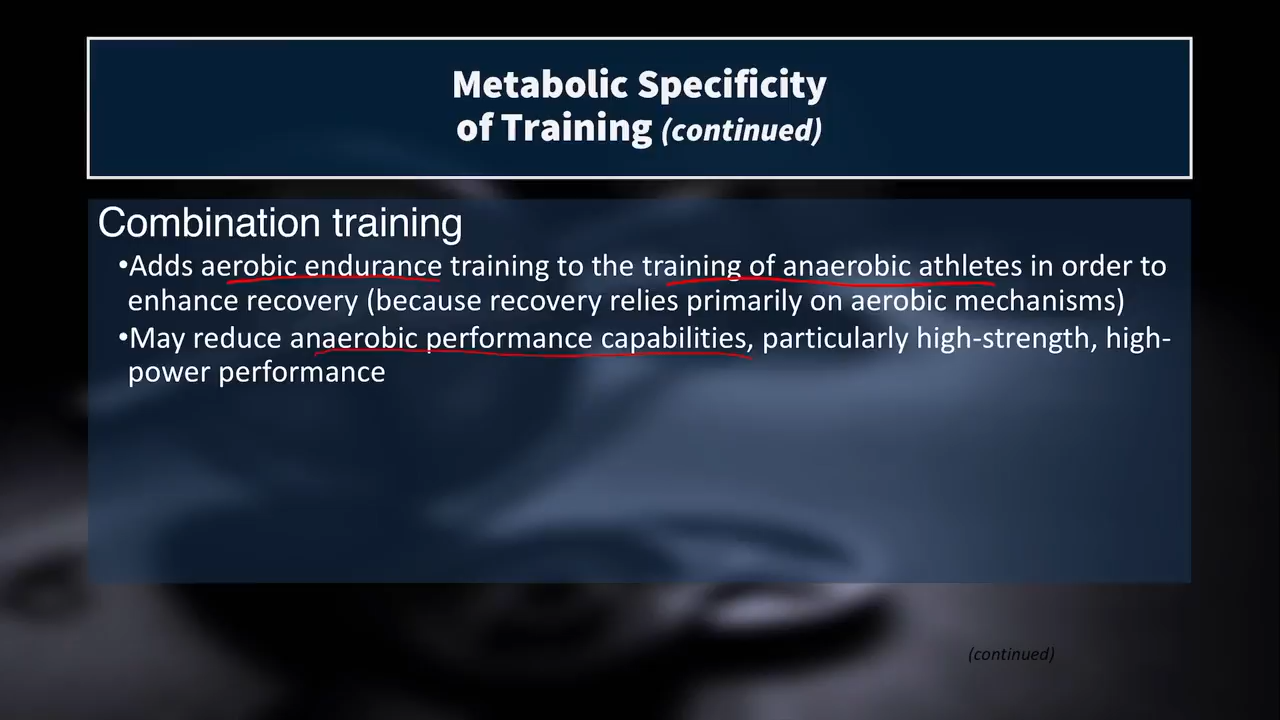 Metabolic Specificity
of Training (continued)
Combination training
•Adds aerobic endurance training to the training of anaerobic athletes in order to
enhance recovery (because recovery relies primarily on aerobic mechanisms)
•May reduce anaerobic performance capabilities, particularly high-strength, high-
power performance
(continued)